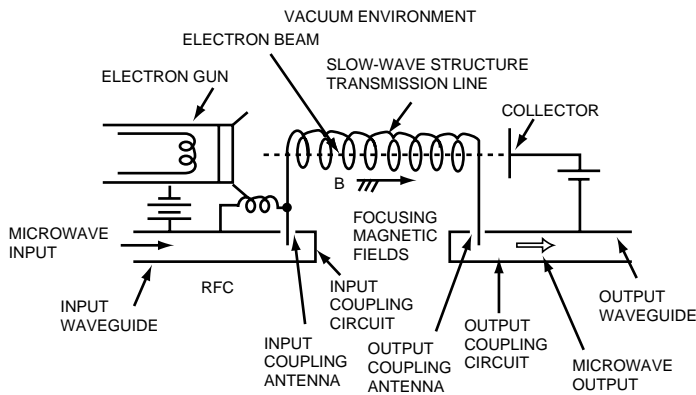 VACUUM ENVIRONMENT
ELECTRON BEAM
SLOW-WAVE STRUCTURE
TRANSMISSION LINE
ELECTRON GUN
COLLECTOR
B
MICROWAVE
INPUT
FOCUSING
MAGNETIC
FIELDS
RFC
INPUT
WAVEGUIDE
INPUT
COUPLING
CIRCUIT
INPUT
COUPLING
ANTENNA
OUTPUT
COUPLING
ANTENNA
OUTPUT
COUPLING
CIRCUIT
OUTPUT
WAVEGUIDE
MICROWAVE
OUTPUT